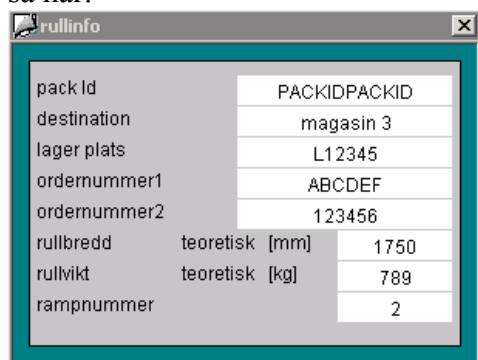 så här:
rullinfo
pack Id PACKIDPACKID
destination magasin 3
lager plats L12345
ordernummer1 ABCDEF
ordernummer2 123456
rullbredd teoretisk [mm] 1750
rullvikt teoretisk [kg] 789
rampnummer 2